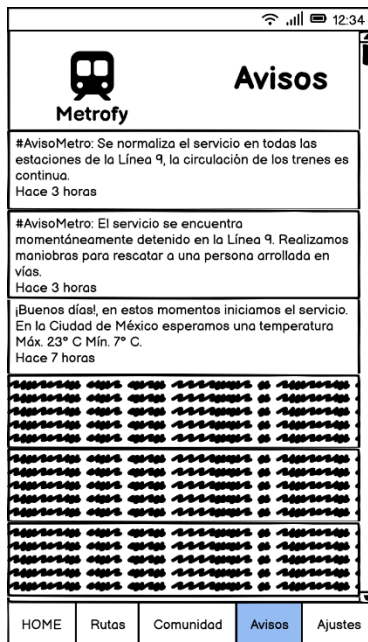 12:34
Avisos
Metrofy
#AvisoMetro: Se normaliza el servicio en todas las
estaciones de la Línea 9, la circulación de los trenes es
continua.
Hace 3 horas
#AvisoMetro: El servicio se encuentra
momentáneamente detenido en la Línea 9. Realizamos
maniobras para rescatar a una persona arrollada en
vías.
Hace 3 horas
¡Buenos días!, en estos momentos iniciamos el servicio.
En la Ciudad de México esperamos una temperatura
Máx. 23° C Mín. 7° C.
Hace 7 horas
HOME Rutas Comunidad Avisos Ajustes